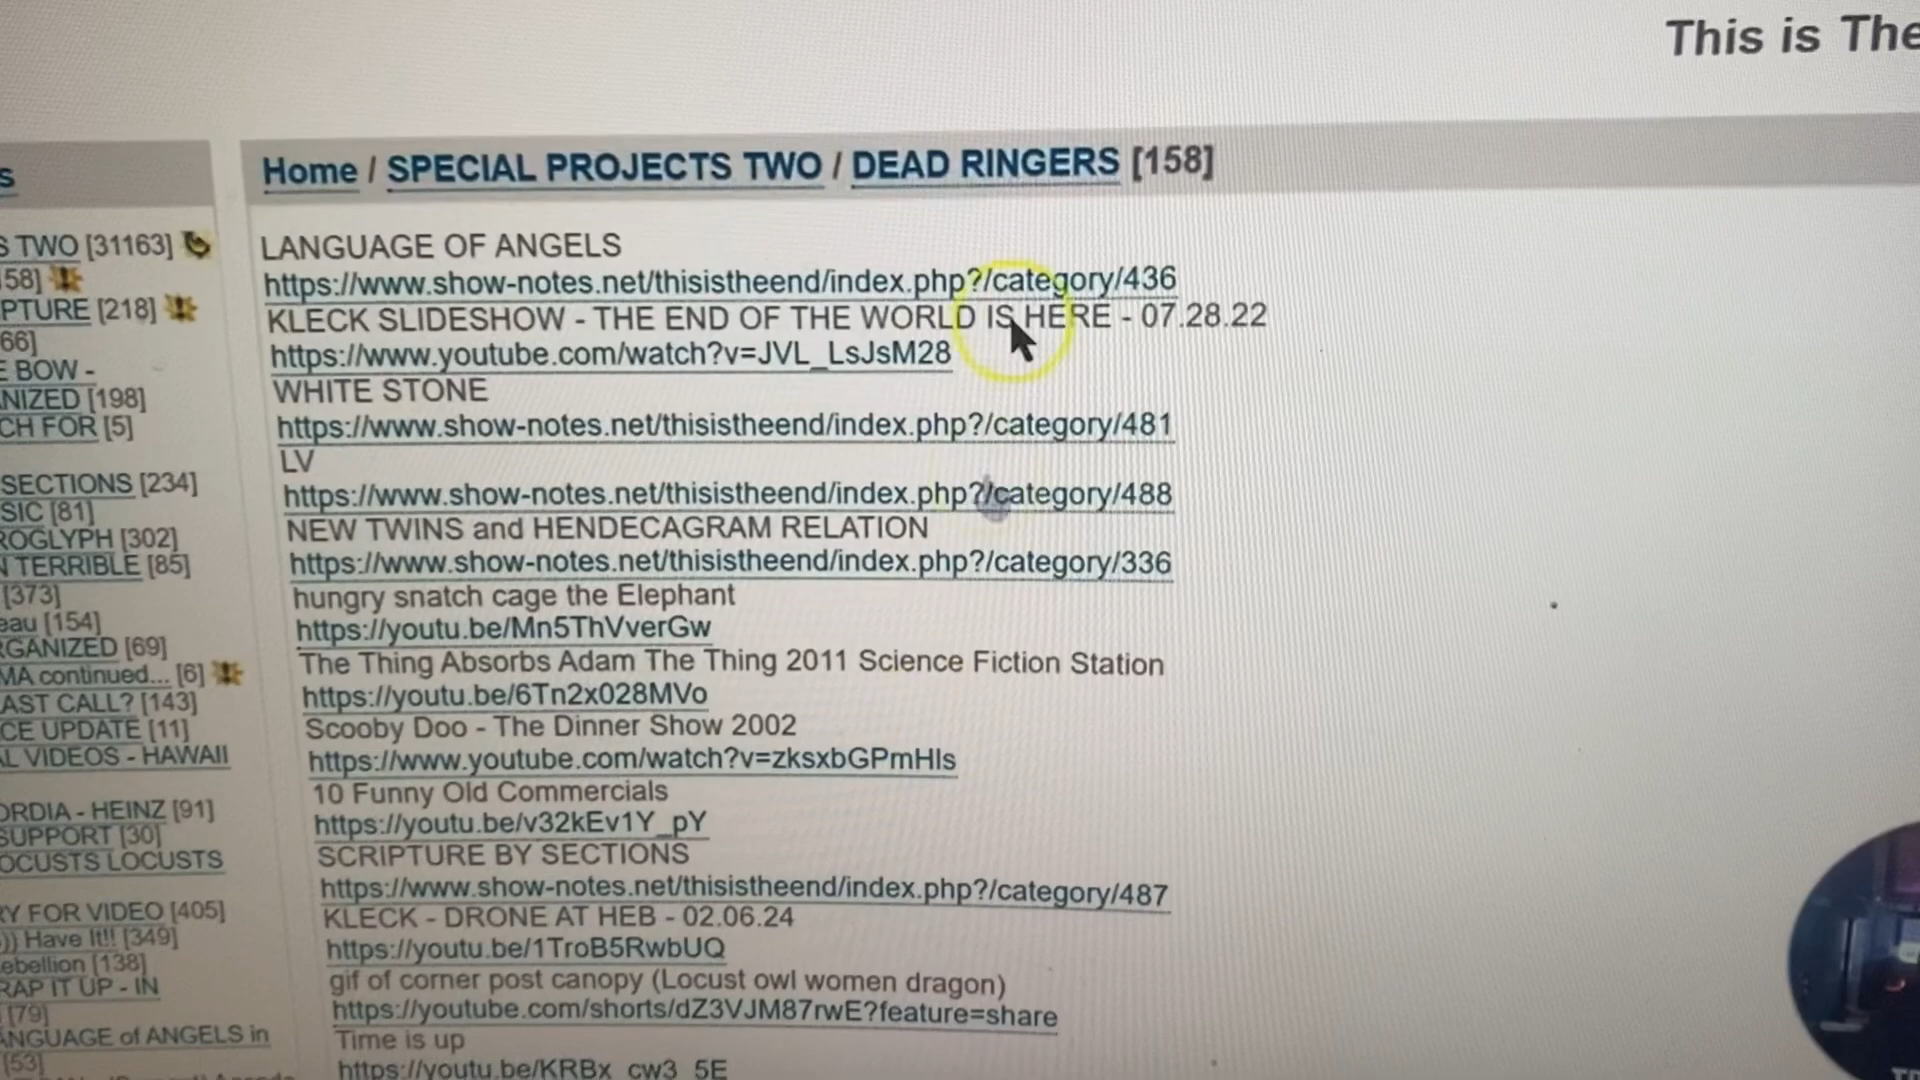 This is The
s
Home / SPECIAL PROJECTS TWO / DEAD RINGERS [158]
S TWO [31163]
58]
PTURE [218]
66]
E BOW -
NIZED [198]
CH FOR [5]
SECTIONS [234]
SIC [81]
ROGLYPH [302]
N TERRIBLE [85]
[373]
eau [154]
RGANIZED [69]
MA continued... [6]
AST CALL? [143]
CE UPDATE [11]
AL VIDEOS - HAWAII
ORDIA - HEINZ [91]
SUPPORT [30]
OCUSTS LOCUSTS
RY FOR VIDEO [405]
)) Have It!! [349]
ebellion [138]
RAP IT UP - IN
[79]
ANGUAGE of ANGELS in
[53]
LANGUAGE OF ANGELS
https://www.show-notes.net/thisistheend/index.php?/category/436
KLECK SLIDESHOW - THE END OF THE WORLD IS HERE - 07.28.22
https://www.youtube.com/watch?v=JVL_LsJsM28
WHITE STONE
https://www.show-notes.net/thisistheend/index.php?/category/481
LV
https://www.show-notes.net/thisistheend/index.php?/category/488
NEW TWINS and HENDECAGRAM RELATION
https://www.show-notes.net/thisistheend/index.php?/category/336
hungry snatch cage the Elephant
https://youtu.be/Mn5ThVverGw
The Thing Absorbs Adam The Thing 2011 Science Fiction Station
https://youtu.be/6Tn2x028MVo
Scooby Doo - The Dinner Show 2002
https://www.youtube.com/watch?v=zksxbGPmHIs
10 Funny Old Commercials
https://youtu.be/v32kEv1Y_pY
SCRIPTURE BY SECTIONS
https://www.show-notes.net/thisistheend/index.php?/category/487
KLECK - DRONE AT HEB - 02.06.24
https://youtu.be/1TroB5RwbUQ
gif of corner post canopy (Locust owl women dragon)
https://youtube.com/shorts/dZ3VJM87rwE?feature=share
Time is up
https://youtu.be/KRBx_cw3_5E